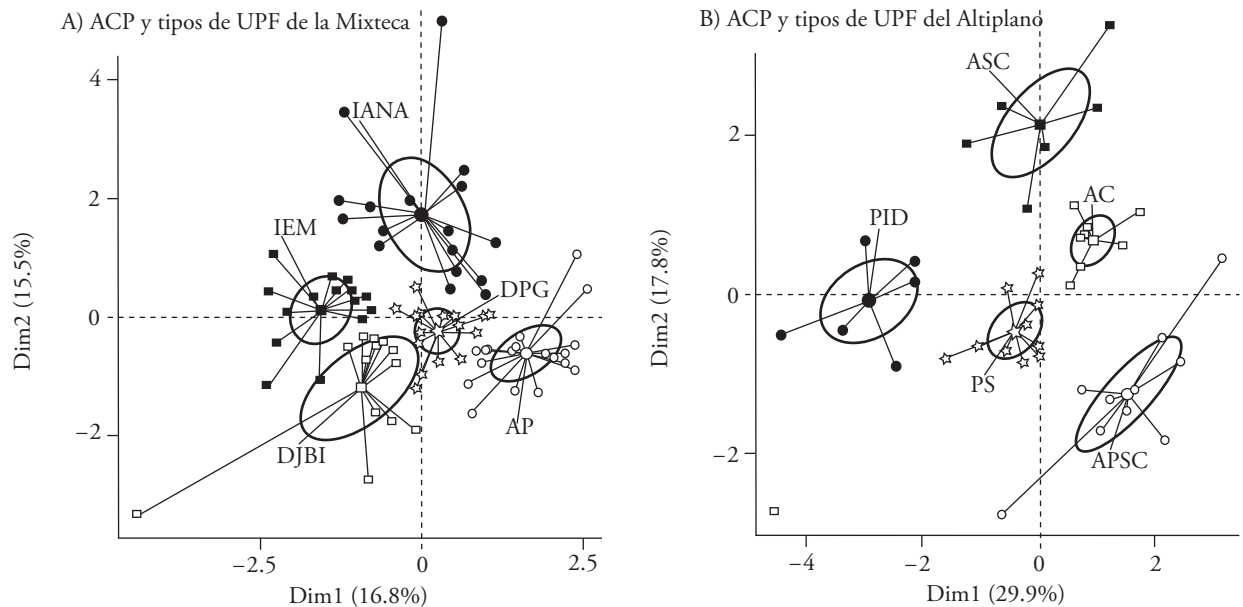 A) ACP y tipos de UPF de la Mixteca
4
2
0
−2
−2.5
0
2.5
Dim2 (15.5%)
Dim1 (16.8%)
IANA
IEM
DPG
DJBI
AP
B) ACP y tipos de UPF del Altiplano
2
0
−2
−4
−2
0
2
Dim2 (17.8%)
Dim1 (29.9%)
ASC
AC
PID
PS
APSC